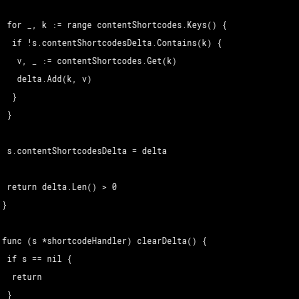 for _, k := range contentShortcodes.Keys() {
if !s.contentShortcodesDelta.Contains(k) {
v, _ := contentShortcodes.Get(k)
delta.Add(k, v)
}
}
s.contentShortcodesDelta = delta
return delta.Len() > 0
}
func (s *shortcodeHandler) clearDelta() {
if s == nil {
return
}